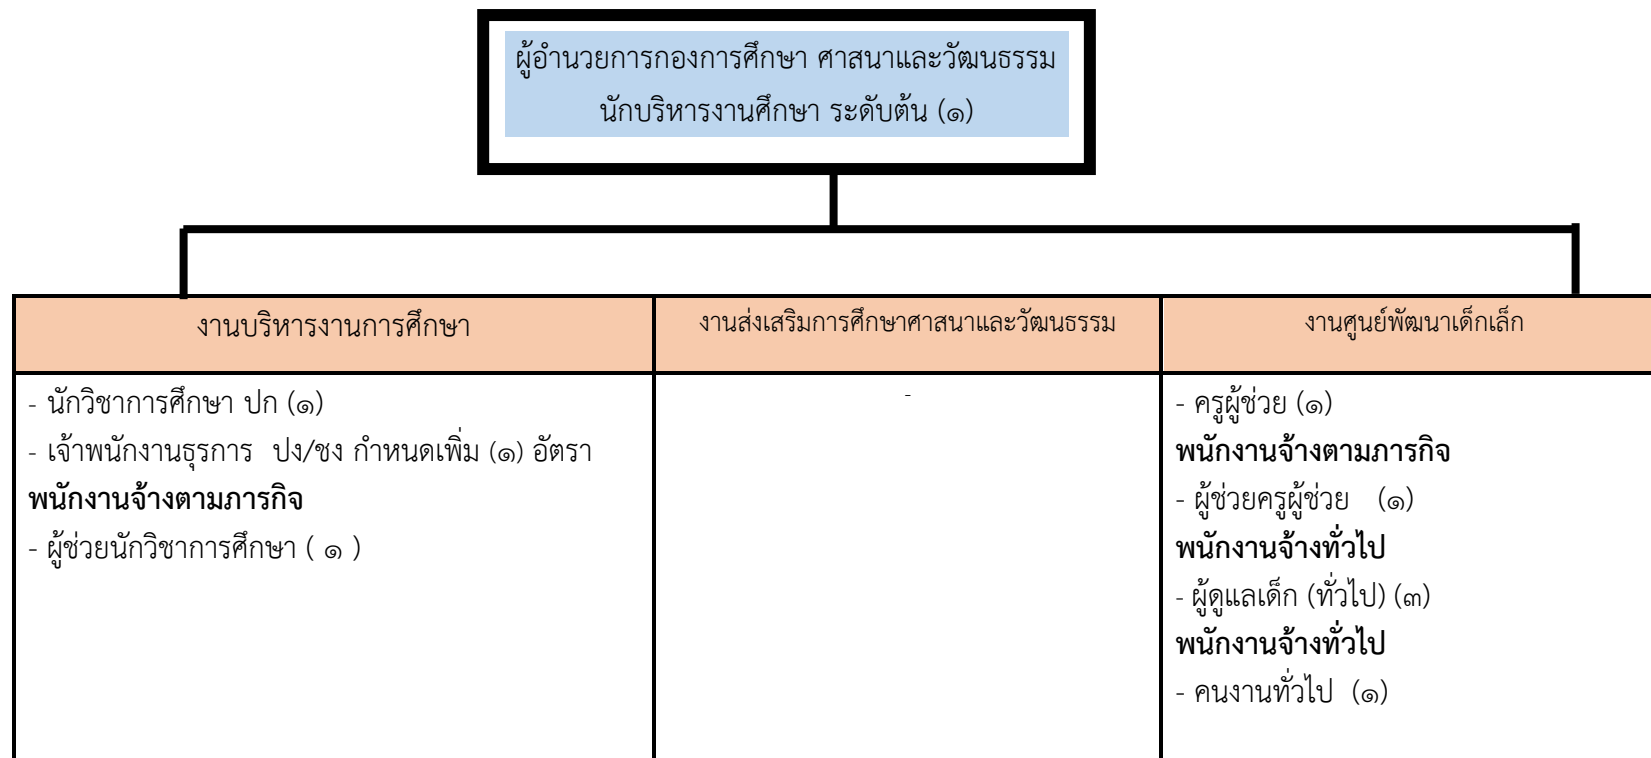 ผู้อำนวยการกองการศึกษา ศาสนาและวัฒนธรรม
นักบริหารงานศึกษา ระดับต้น (๑)
งานบริหารงานการศึกษา
- นักวิชาการศึกษา ปก (๑)
- เจ้าพนักงานธุรการ  ปง/ชง กำหนดเพิ่ม (๑) อัตรา
พนักงานจ้างตามภารกิจ
- ผู้ช่วยนักวิชาการศึกษา ( ๑ )
งานส่งเสริมการศึกษาศาสนาและวัฒนธรรม
-
งานศูนย์พัฒนาเด็กเล็ก
- ครูผู้ช่วย (๑)
พนักงานจ้างตามภารกิจ
- ผู้ช่วยครูผู้ช่วย   (๑)
พนักงานจ้างทั่วไป
- ผู้ดูแลเด็ก (ทั่วไป) (๓)
พนักงานจ้างทั่วไป
- คนงานทั่วไป  (๑)